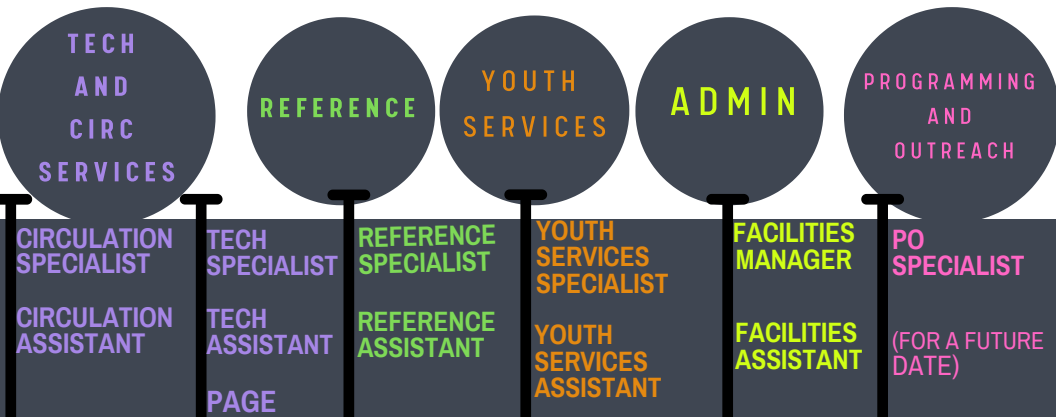 TECH
AND
CIRC
SERVICES
REFERENCE
YOUTH
SERVICES
ADMIN
PROGRAMMING
AND
OUTREACH
CIRCULATION
SPECIALIST
CIRCULATION
ASSISTANT
TECH
SPECIALIST
TECH
ASSISTANT
PAGE
REFERENCE
SPECIALIST
REFERENCE
ASSISTANT
YOUTH
SERVICES
SPECIALIST
YOUTH
SERVICES
ASSISTANT
FACILITIES
MANAGER
FACILITIES
ASSISTANT
PO
SPECIALIST
(FOR A FUTURE
DATE)